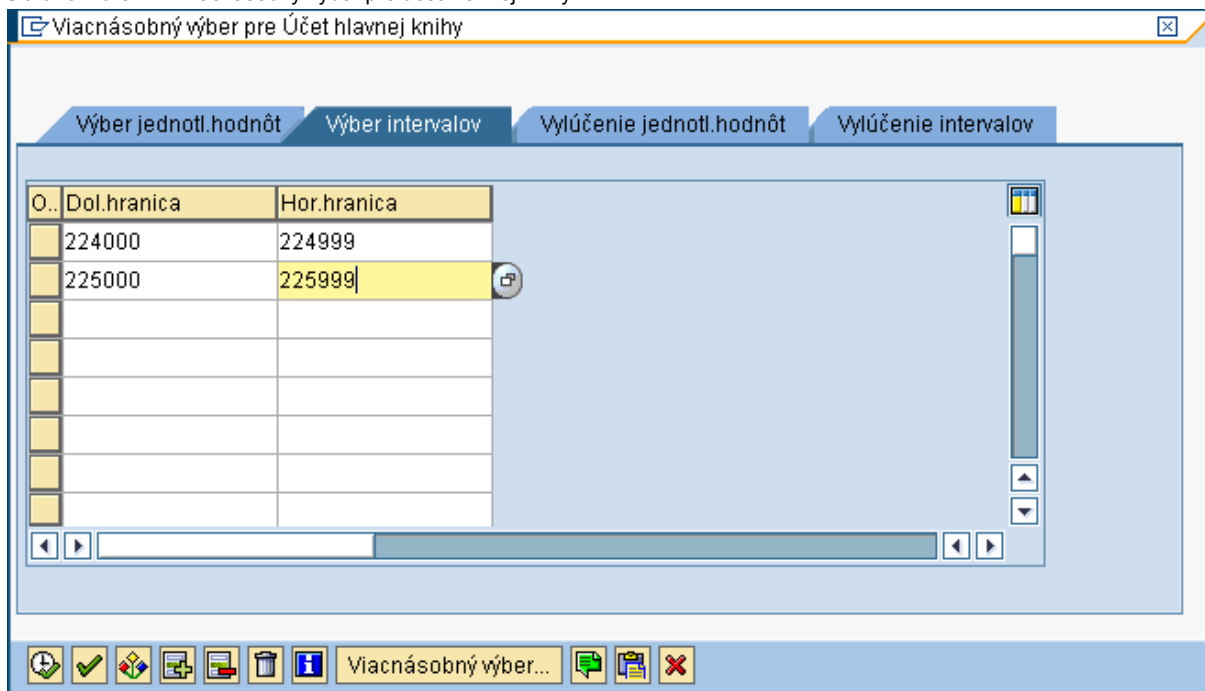 Viacnásobný výber pre Účet hlavnej knihy
Výber jednotl.hodnôt Výber intervalov Vylúčenie jednotl.hodnôt Vylúčenie intervalov
O.. Dol.hranica Hor.hranica
224000 224999
225000 225999
Viacnásobný výber...